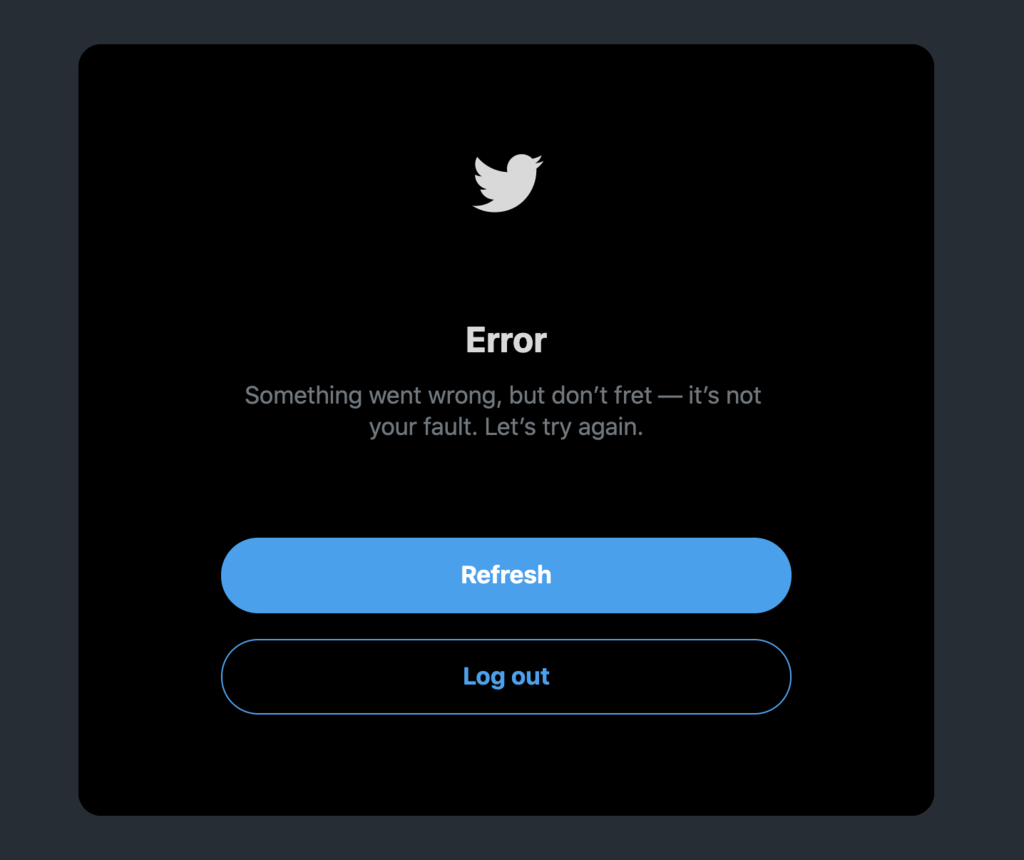 Error
Something went wrong, but don’t fret — it’s not
your fault. Let’s try again.
Refresh
Log out